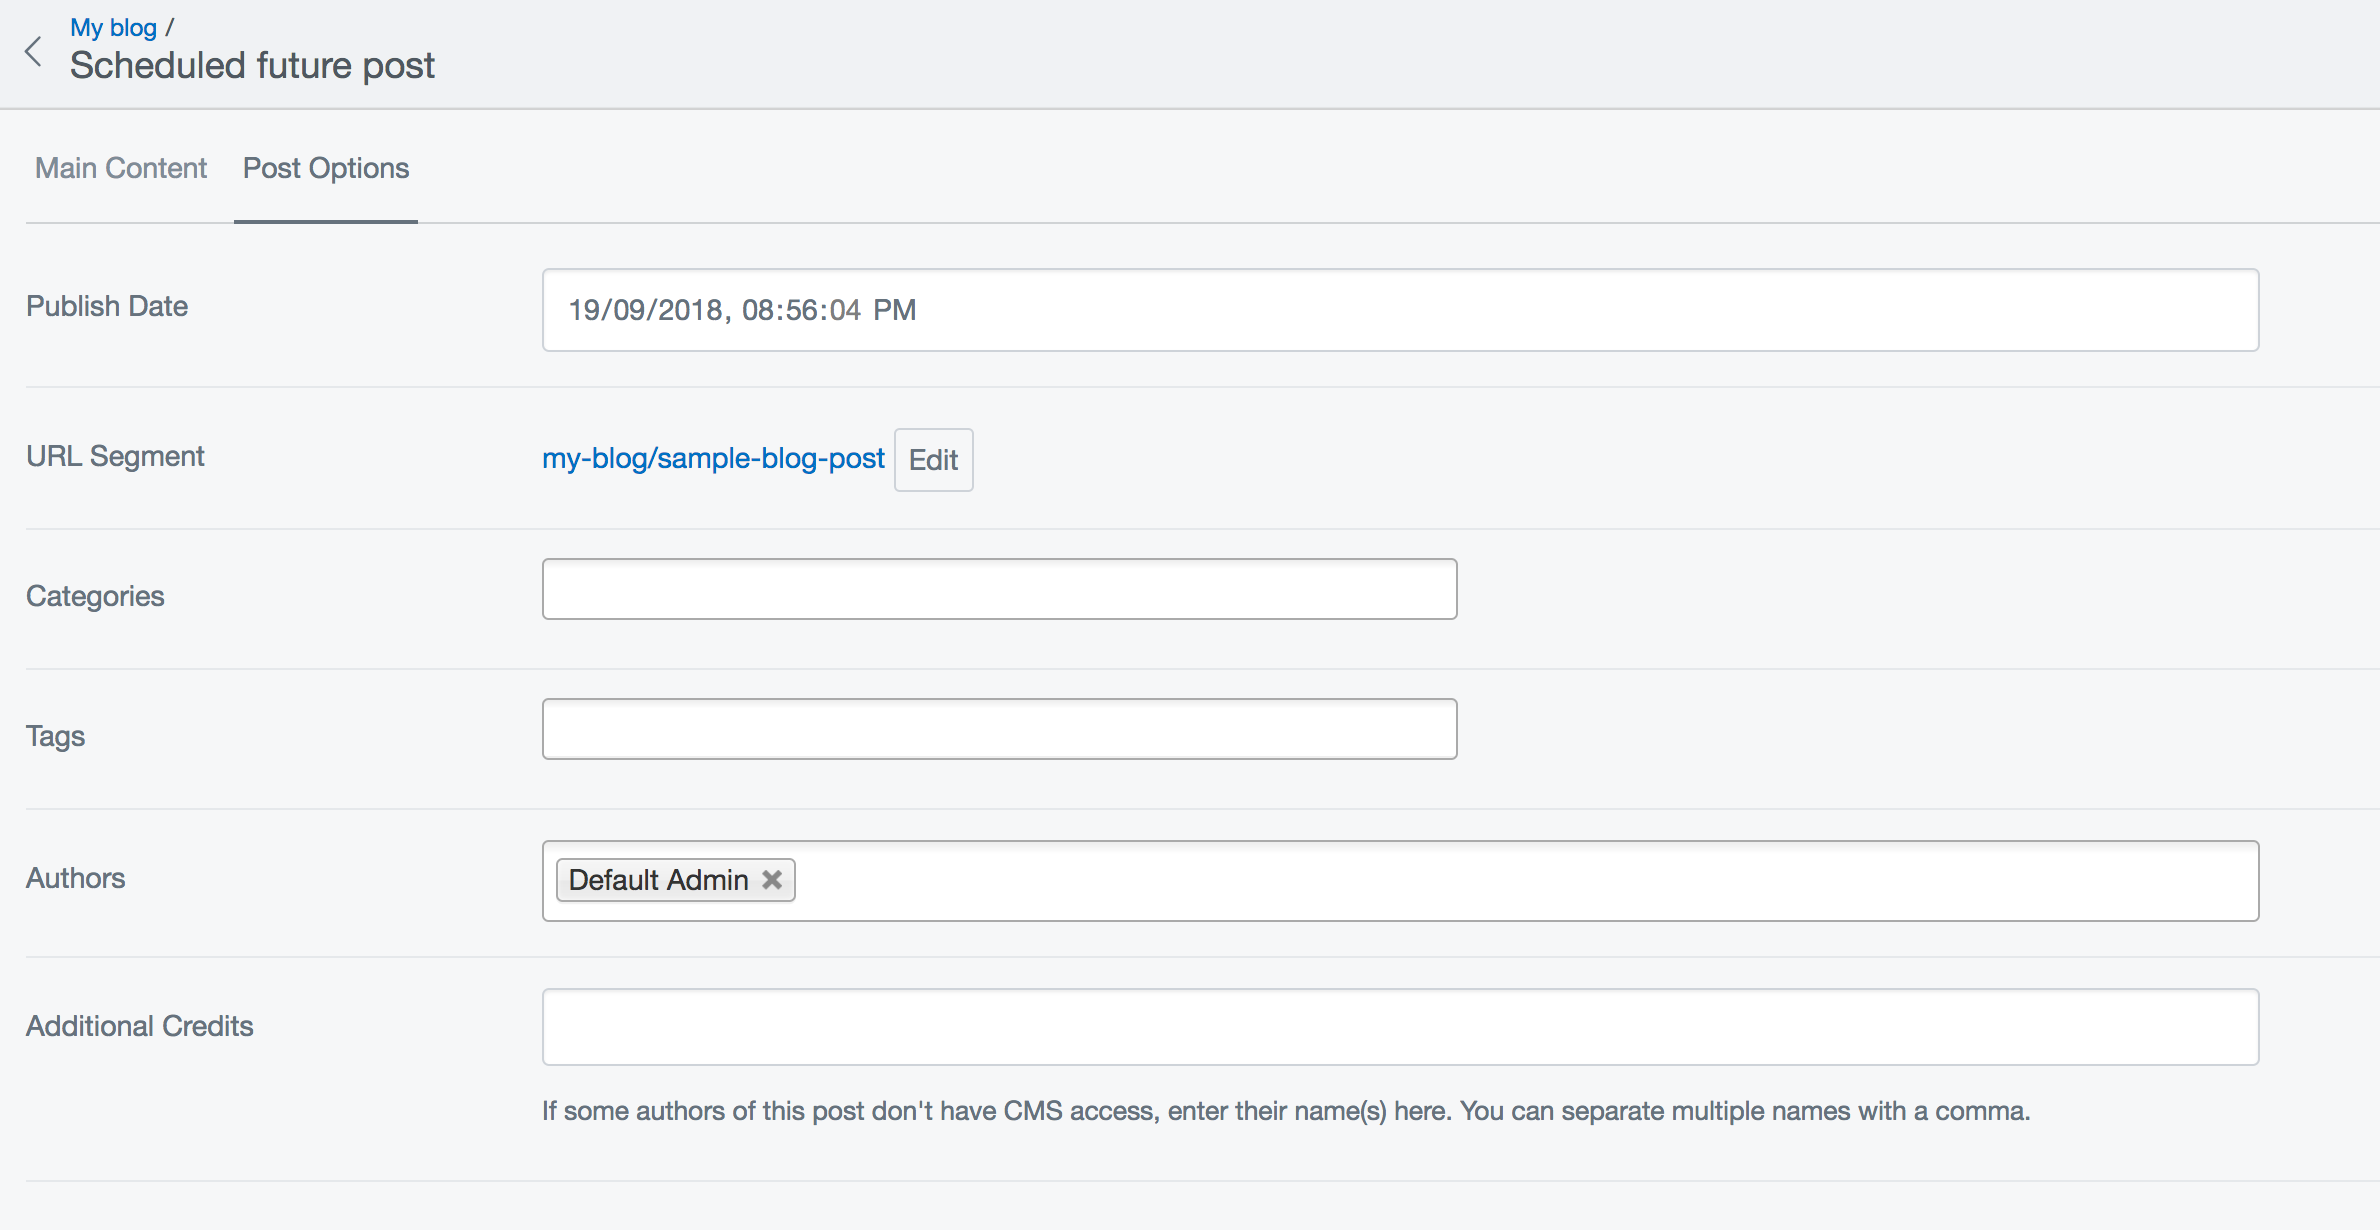 My blog /
Scheduled future post
Main Content Post Options
Publish Date 19/09/2018, 08:56:04 PM
URL Segment my-blog/sample-blog-post Edit
Categories
Tags
Authors Default Admin
Additional Credits
If some authors of this post don't have CMS access, enter their name(s) here. You can separate multiple names with a comma.